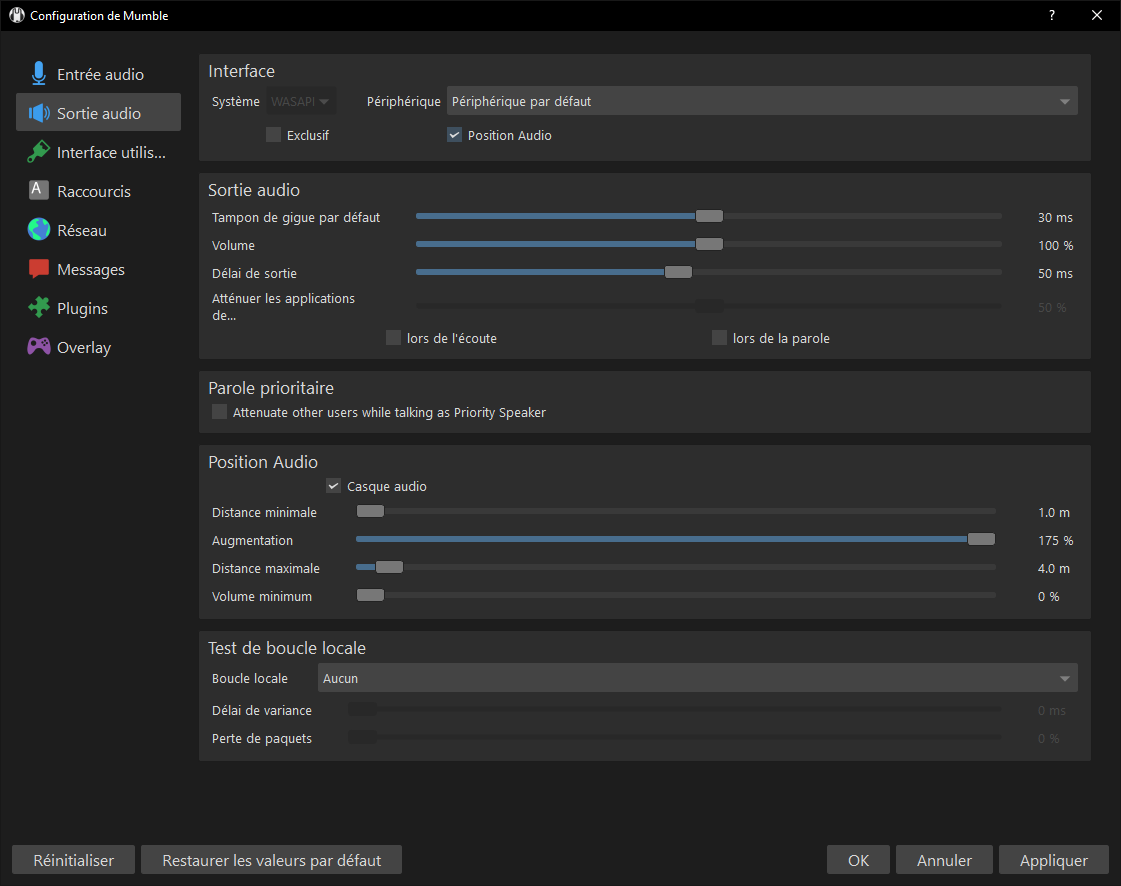 Configuration de Mumble
?
Entrée audio
Sortie audio
Interface utilis...
A
Raccourcis
Réseau
Messages
Plugins
Overlay
Interface
Système WASAPI Périphérique Périphérique par défaut
Exclusif Position Audio
Sortie audio
Tampon de gigue par défaut 30 ms
Volume 100 %
Délai de sortie 50 ms
Atténuer les applications
de... 50 %
lors de l'écoute lors de la parole
Parole prioritaire
Attenuate other users while talking as Priority Speaker
Position Audio
Casque audio
Distance minimale 1.0 m
Augmentation 175 %
Distance maximale 4.0 m
Volume minimum 0 %
Test de boucle locale
Boucle locale Aucun
Délai de variance 0 ms
Perte de paquets 0 %
Réinitialiser Restaurer les valeurs par défaut OK Annuler Appliquer